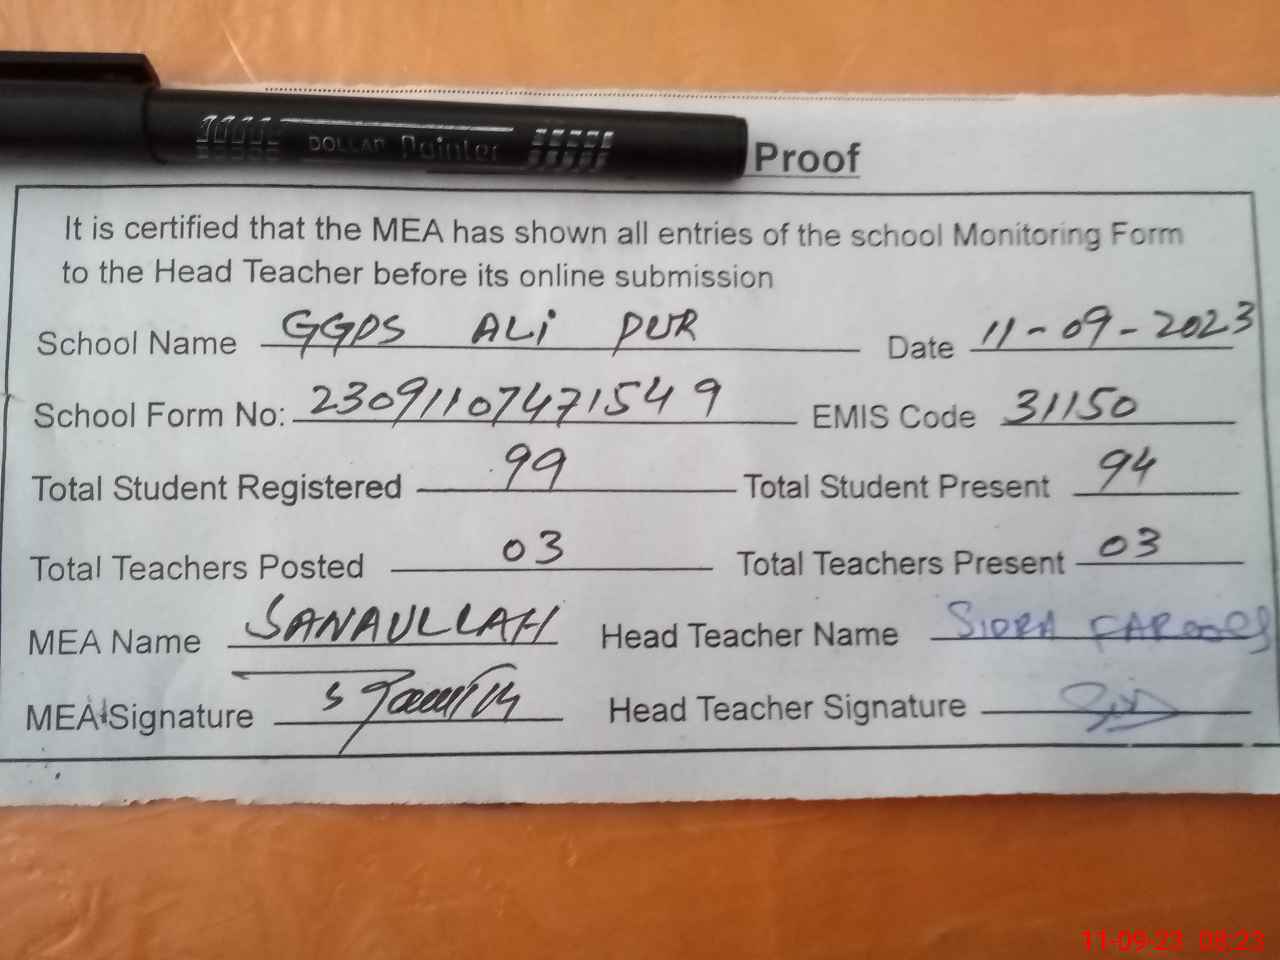 DOLLAR Pointer
Proof
It is certified that the MEA has shown all entries of the school Monitoring Form
to the Head Teacher before its online submission
School Name GGPS ALi PUR Date 11-09-2023
School Form No: 23091107471549 EMIS Code 31150
Total Student Registered 99 Total Student Present 94
Total Teachers Posted 03 Total Teachers Present 03
MEA Name SANAULLAH Head Teacher Name SIDRA FAROOQ
MEA Signature Head Teacher Signature
11-09-23 08:23